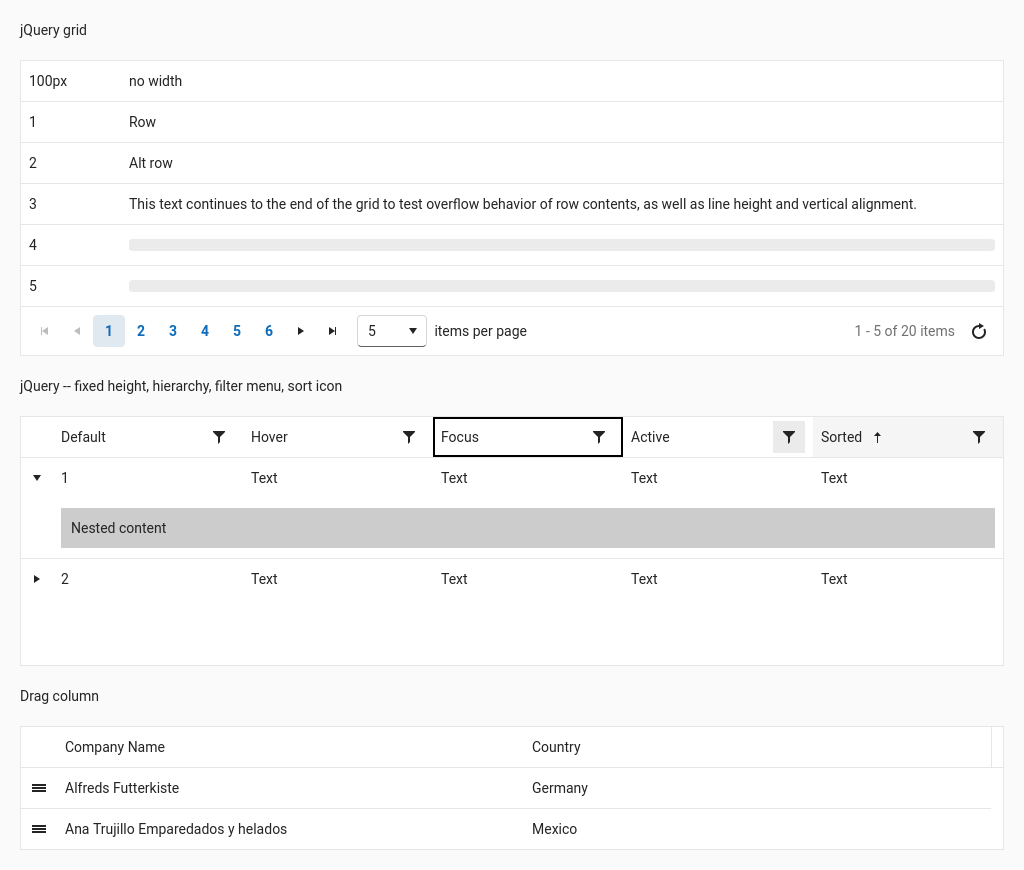 jQuery grid
100px no width
1 Row
2 Alt row
3 This text continues to the end of the grid to test overflow behavior of row contents, as well as line height and vertical alignment.
4
5
1 2 3 4 5 6 5 items per page 1 - 5 of 20 items
jQuery -- fixed height, hierarchy, filter menu, sort icon
Default Hover Focus Active Sorted
1 Text Text Text Text
Nested content
2 Text Text Text Text
Drag column
Company Name Country
Alfreds Futterkiste Germany
Ana Trujillo Emparedados y helados Mexico